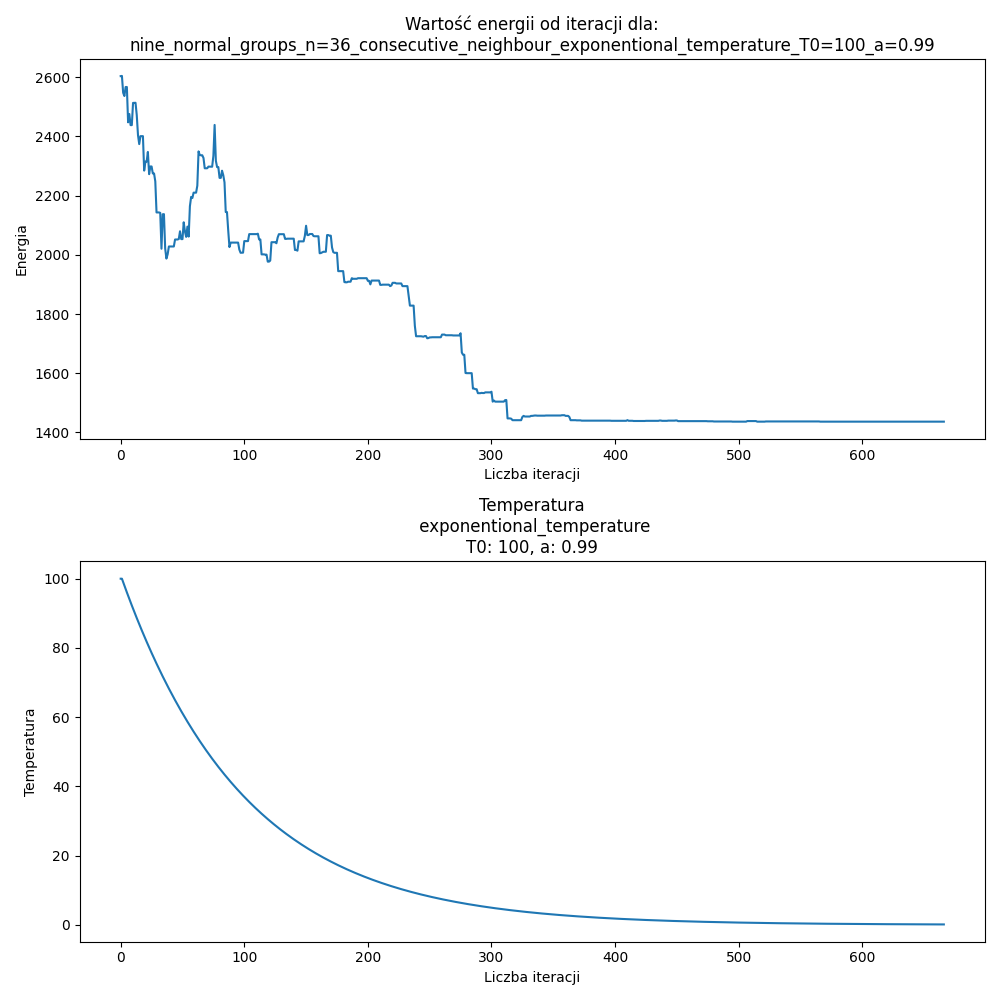 Wartość energii od iteracji dla:
nine_normal_groups_n=36_consecutive_neighbour_exponentional_temperature_T0=100_a=0.99
2600
2400
2200
2000
1800
1600
1400
Energia
0 100 200 300 400 500 600
Liczba iteracji
Temperatura
exponentional_temperature
T0: 100, a: 0.99
100
80
60
40
20
0
Temperatura
0 100 200 300 400 500 600
Liczba iteracji